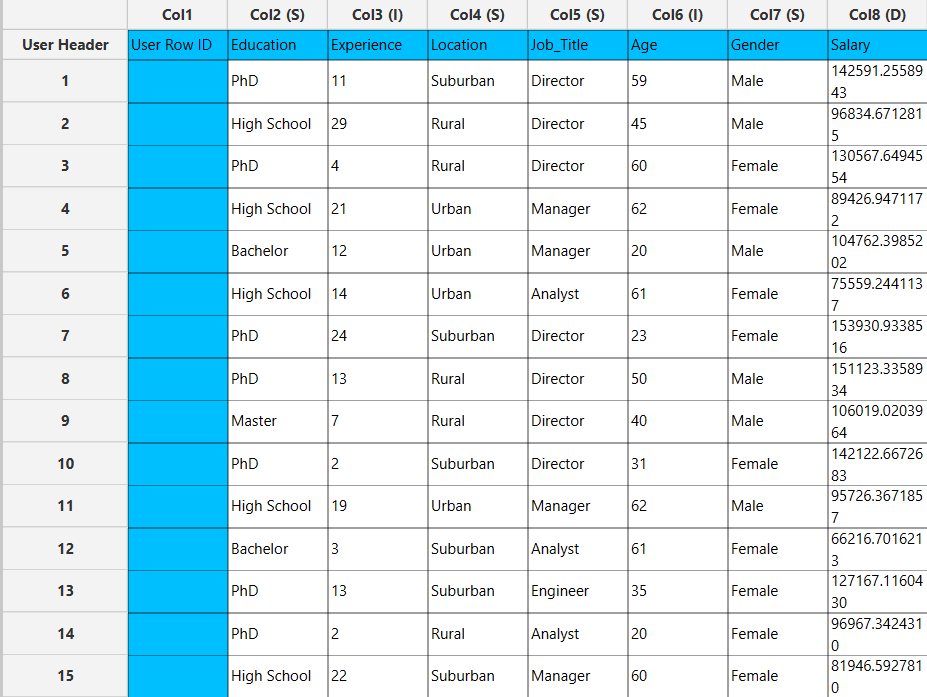 Col1 Col2 (S) Col3 (I) Col4 (S) Col5 (S) Col6 (I) Col7 (S) Col8 (D)
User Header User Row ID Education Experience Location Job_Title Age Gender Salary
1 PhD 11 Suburban Director 59 Male 142591.25589
43
2 High School 29 Rural Director 45 Male 96834.671281
5
3 PhD 4 Rural Director 60 Female 130567.64945
54
4 High School 21 Urban Manager 62 Female 89426.947117
2
5 Bachelor 12 Urban Manager 20 Male 104762.39852
02
6 High School 14 Urban Analyst 61 Female 75559.244113
7
7 PhD 24 Suburban Director 23 Female 153930.93385
16
8 PhD 13 Rural Director 50 Male 151123.33589
34
9 Master 7 Rural Director 40 Male 106019.02039
64
10 PhD 2 Suburban Director 31 Female 142122.66726
83
11 High School 19 Urban Manager 62 Male 95726.367185
7
12 Bachelor 3 Suburban Analyst 61 Female 66216.701621
3
13 PhD 13 Suburban Engineer 35 Female 127167.11604
30
14 PhD 2 Rural Analyst 20 Female 96967.342431
0
15 High School 22 Suburban Manager 60 Female 81946.592781
0